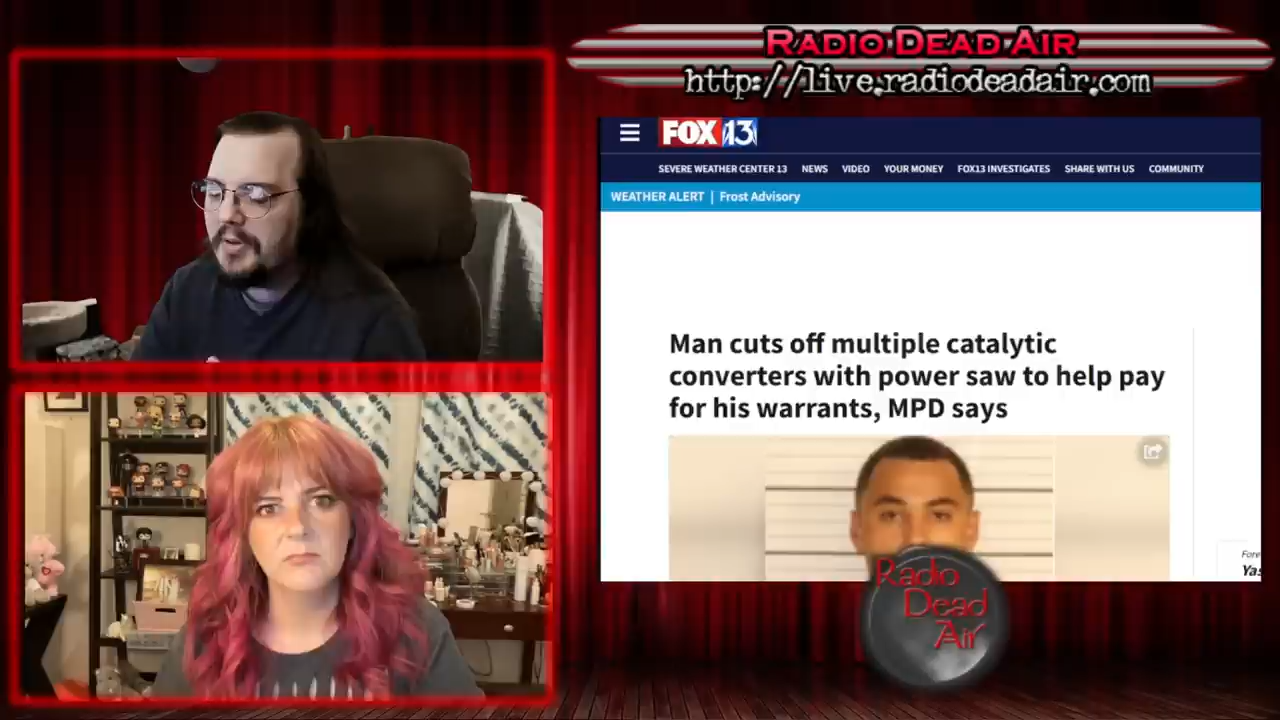 RADIO DEAD AIR
http://live.radiodeadair.com
FOX 13
SEVERE WEATHER CENTER 13 NEWS VIDEO YOUR MONEY FOX13 INVESTIGATES SHARE WITH US COMMUNITY
WEATHER ALERT | Frost Advisory
Man cuts off multiple catalytic
converters with power saw to help pay
for his warrants, MPD says
Radio
Dead
Air